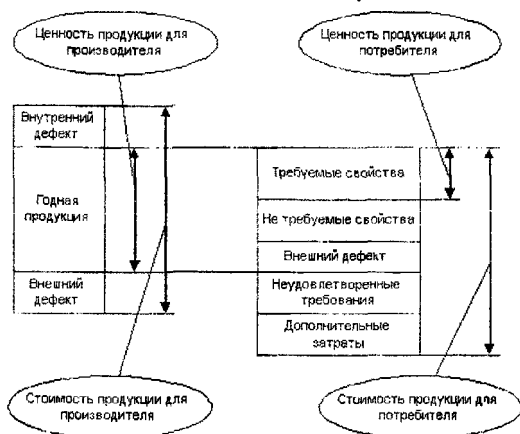 Ценность продукции для
производителя
Ценность продукции для
потребителя
Внутренний
дефект
Годная
продукция
Внешний
дефект
Требуемые свойства
Не требуемые свойства
Внешний дефект
Неудовлетворенные
требования
Дополнительные
затраты
Стоимость продукции для
производителя
Стоимость продукции для
потребителя